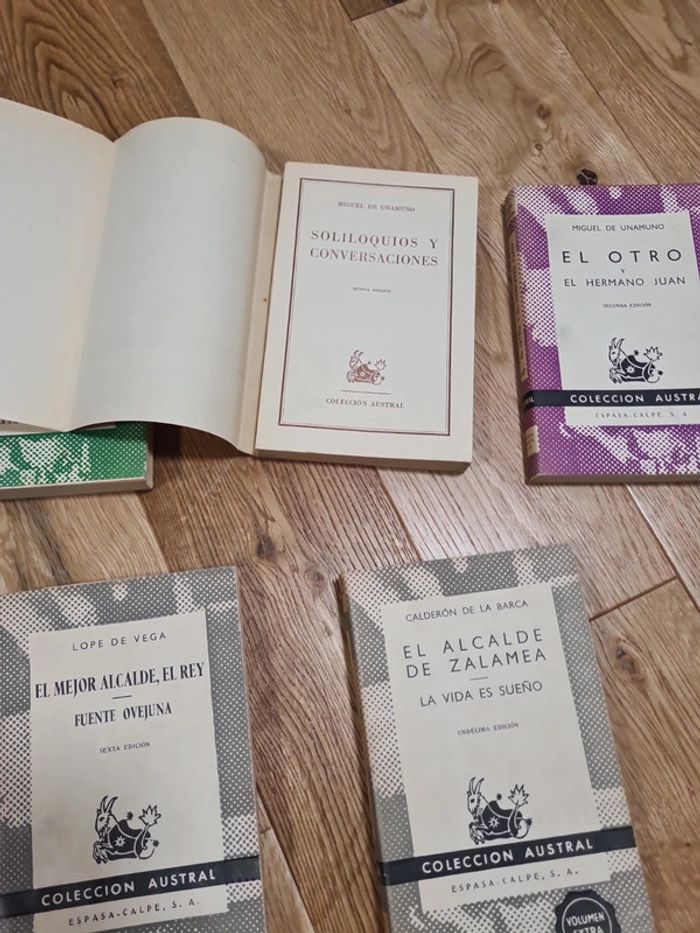 MIGUEL DE UNAMUNO
SOLILOQUIOS Y
CONVERSACIONES
EDICIÓN
COLECCIÓN AUSTRAL
MIGUEL DE UNAMUNO
EL OTRO
Y
EL HERMANO JUAN
SEGUNDA EDICIÓN
COLECCION AUSTRA
ESPASA-CALPE, S. A.
LOPE DE VEGA
EL MEJOR ALCALDE, EL REY
FUENTE OVEJUNA
SEXTA EDICIÓN
COLECCION AUSTRAL
ESPASA-CALPE, S. A.
CALDERÓN DE LA BARCA
EL ALCALDE
DE ZALAMEA
LA VIDA ES SUEÑO
UNDÉCIMA EDICIÓN
COLECCION AUSTRAL
ESPASA-CALPE, S. A.
VOLUMEN
EXTRA